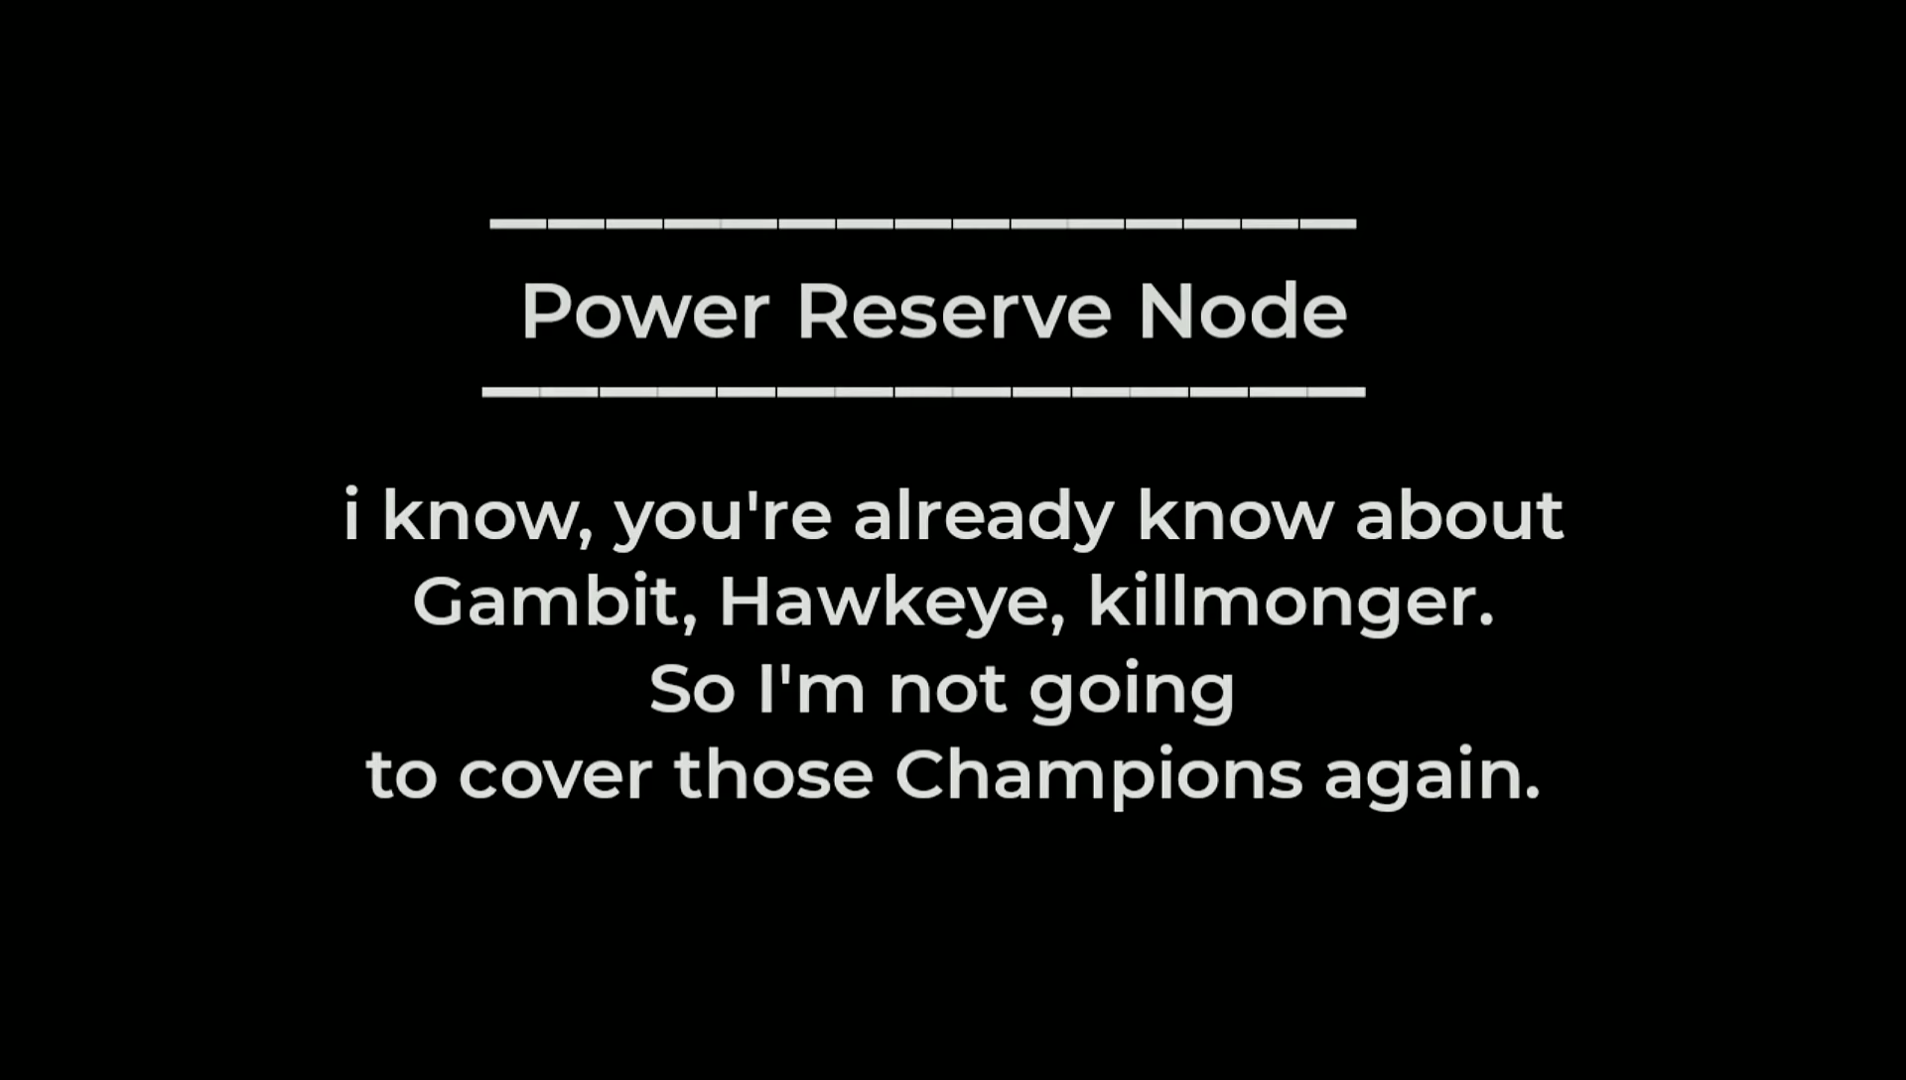 Power Reserve Node
i know, you're already know about
Gambit, Hawkeye, killmonger.
So I'm not going
to cover those Champions again.